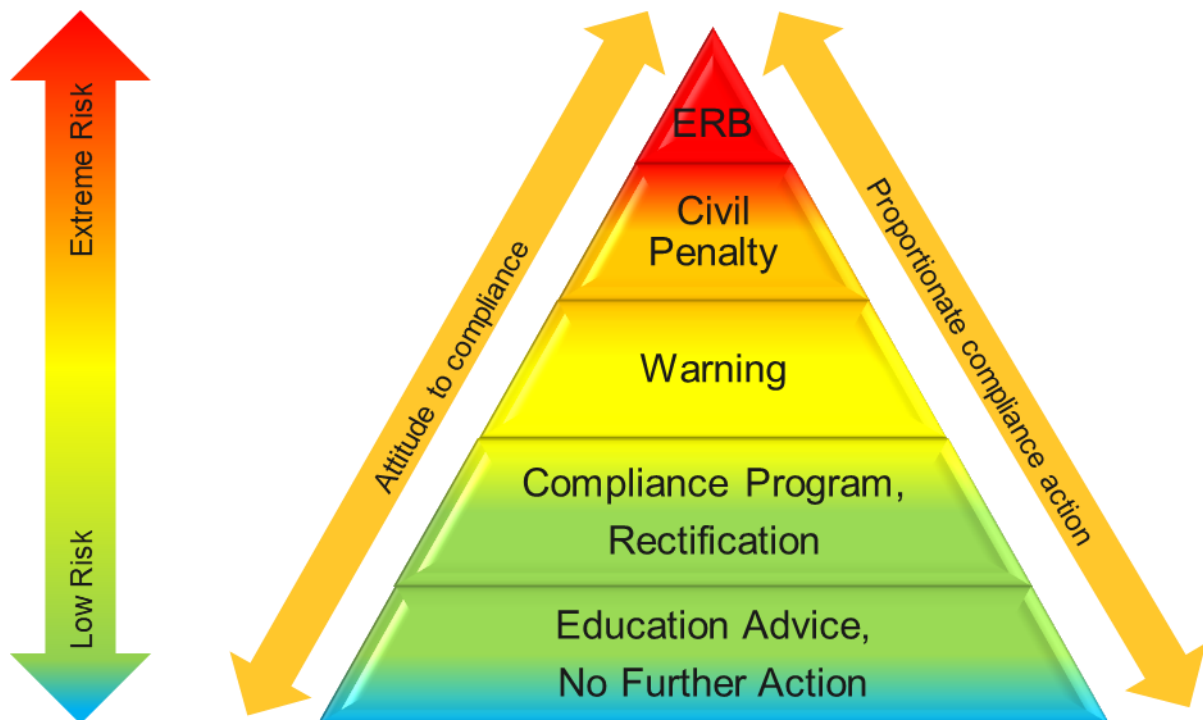 Extreme Risk
Low Risk
Attitude to compliance
ERB
Civil
Penalty
Warning
Compliance Program,
Rectification
Education Advice,
No Further Action
Proportionate compliance action